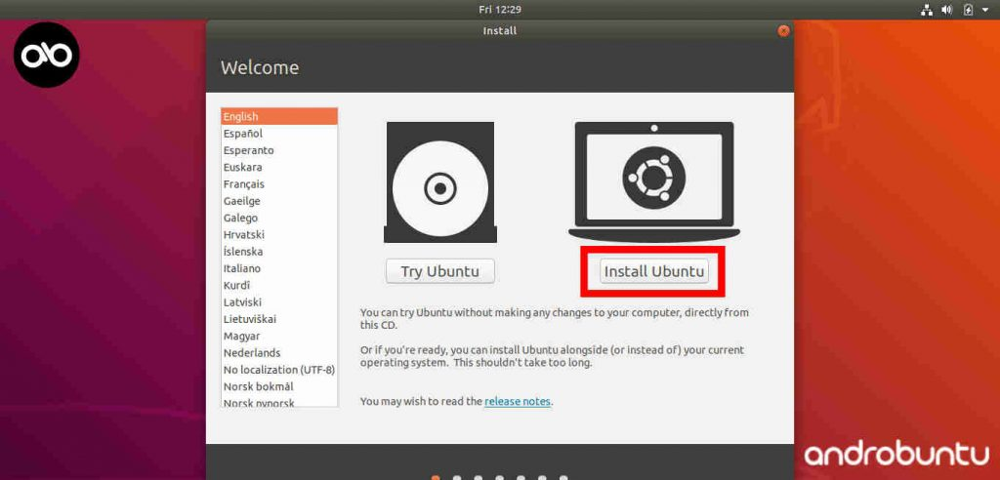 Fri 12:29
Install
Welcome
English
Español
Esperanto
Euskara
Français
Gaeilge
Galego
Hrvatski
Íslenska
Italiano
Kurdî
Latviski
Lietuviškai
Magyar
Nederlands
No localization (UTF-8)
Norsk bokmål
Norsk nynorsk
Try Ubuntu
Install Ubuntu
You can try Ubuntu without making any changes to your computer, directly from
this CD.
Or if you're ready, you can install Ubuntu alongside (or instead of) your current
operating system. This shouldn't take too long.
You may wish to read the release notes.
androbuntu